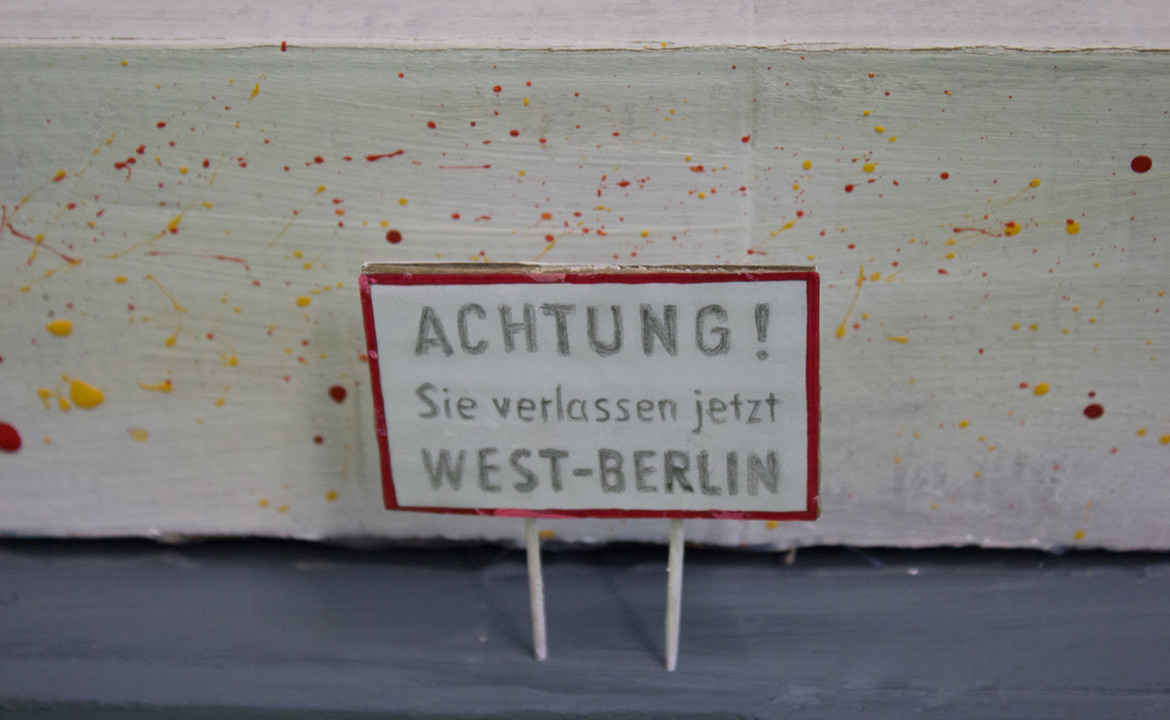 ACHTUNG!
Sie verlassen jetzt
WEST-BERLIN